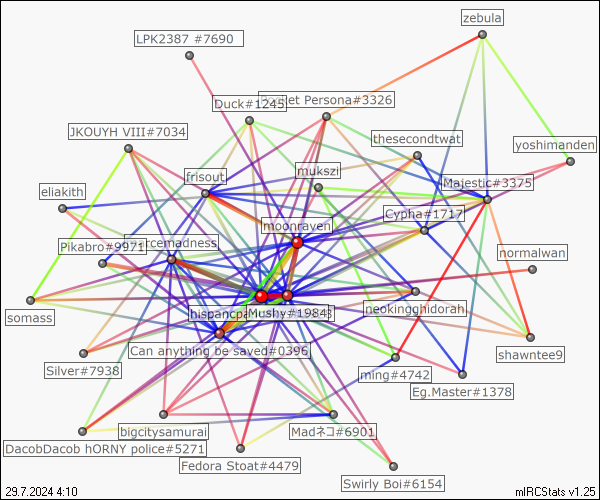 zebula
LPK2387 #7690
Duck#1245
let Persona#3326
JKOUYH VIII#7034
thesecondtwat
yoshimanden
frisout
mukszi
Majestic#3375
eliakith
Cypha#1717
moonraven
Pikabro#9971
rcemadness
normalwan
somass
hispancpa
Mushy#1984
neokingghidorah
Can anything be saved#0396
shawntee9
Silver#7938
ming#4742
Eg.Master#1378
bigcitysamurai
Madネコ#6901
DacobDacob hORNY police#5271
Fedora Stoat#4479
Swirly Boi#6154
29.7.2024 4:10
mIRCStats v1.25